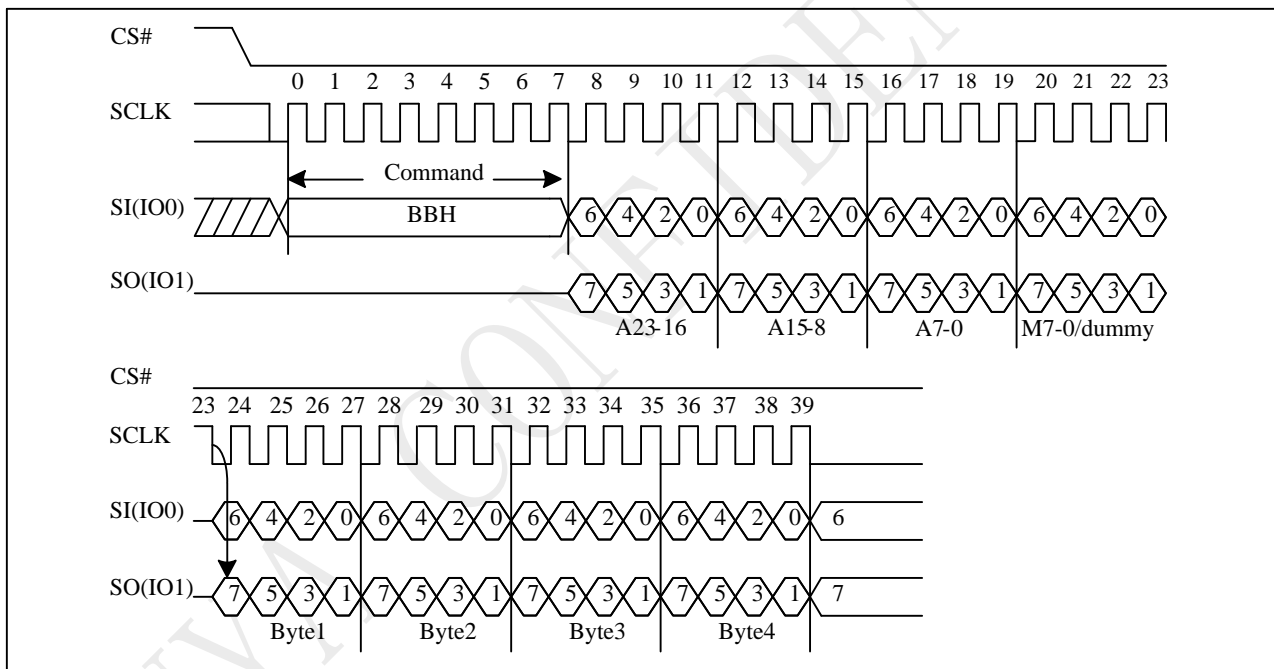 CS#
0 1 2 3 4 5 6 7 8 9 10 11 12 13 14 15 16 17 18 19 20 21 22 23
SCLK
Command
SI(IO0) BBH 6 4 2 0 6 4 2 0 6 4 2 0 6 4 2 0
SO(IO1) 7 5 3 1 7 5 3 1 7 5 3 1 7 5 3 1
A23-16 A15-8 A7-0 M7-0/dummy
CS#
23 24 25 26 27 28 29 30 31 32 33 34 35 36 37 38 39
SCLK
SI(IO0) 6 4 2 0 6 4 2 0 6 4 2 0 6 4 2 0 6
SO(IO1) 7 5 3 1 7 5 3 1 7 5 3 1 7 5 3 1 7
Byte1 Byte2 Byte3 Byte4